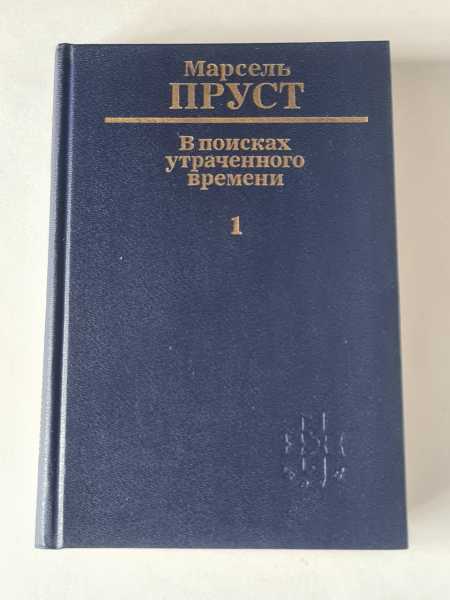 Марсель
ПРУСТ
В поисках
утраченного
времени
1